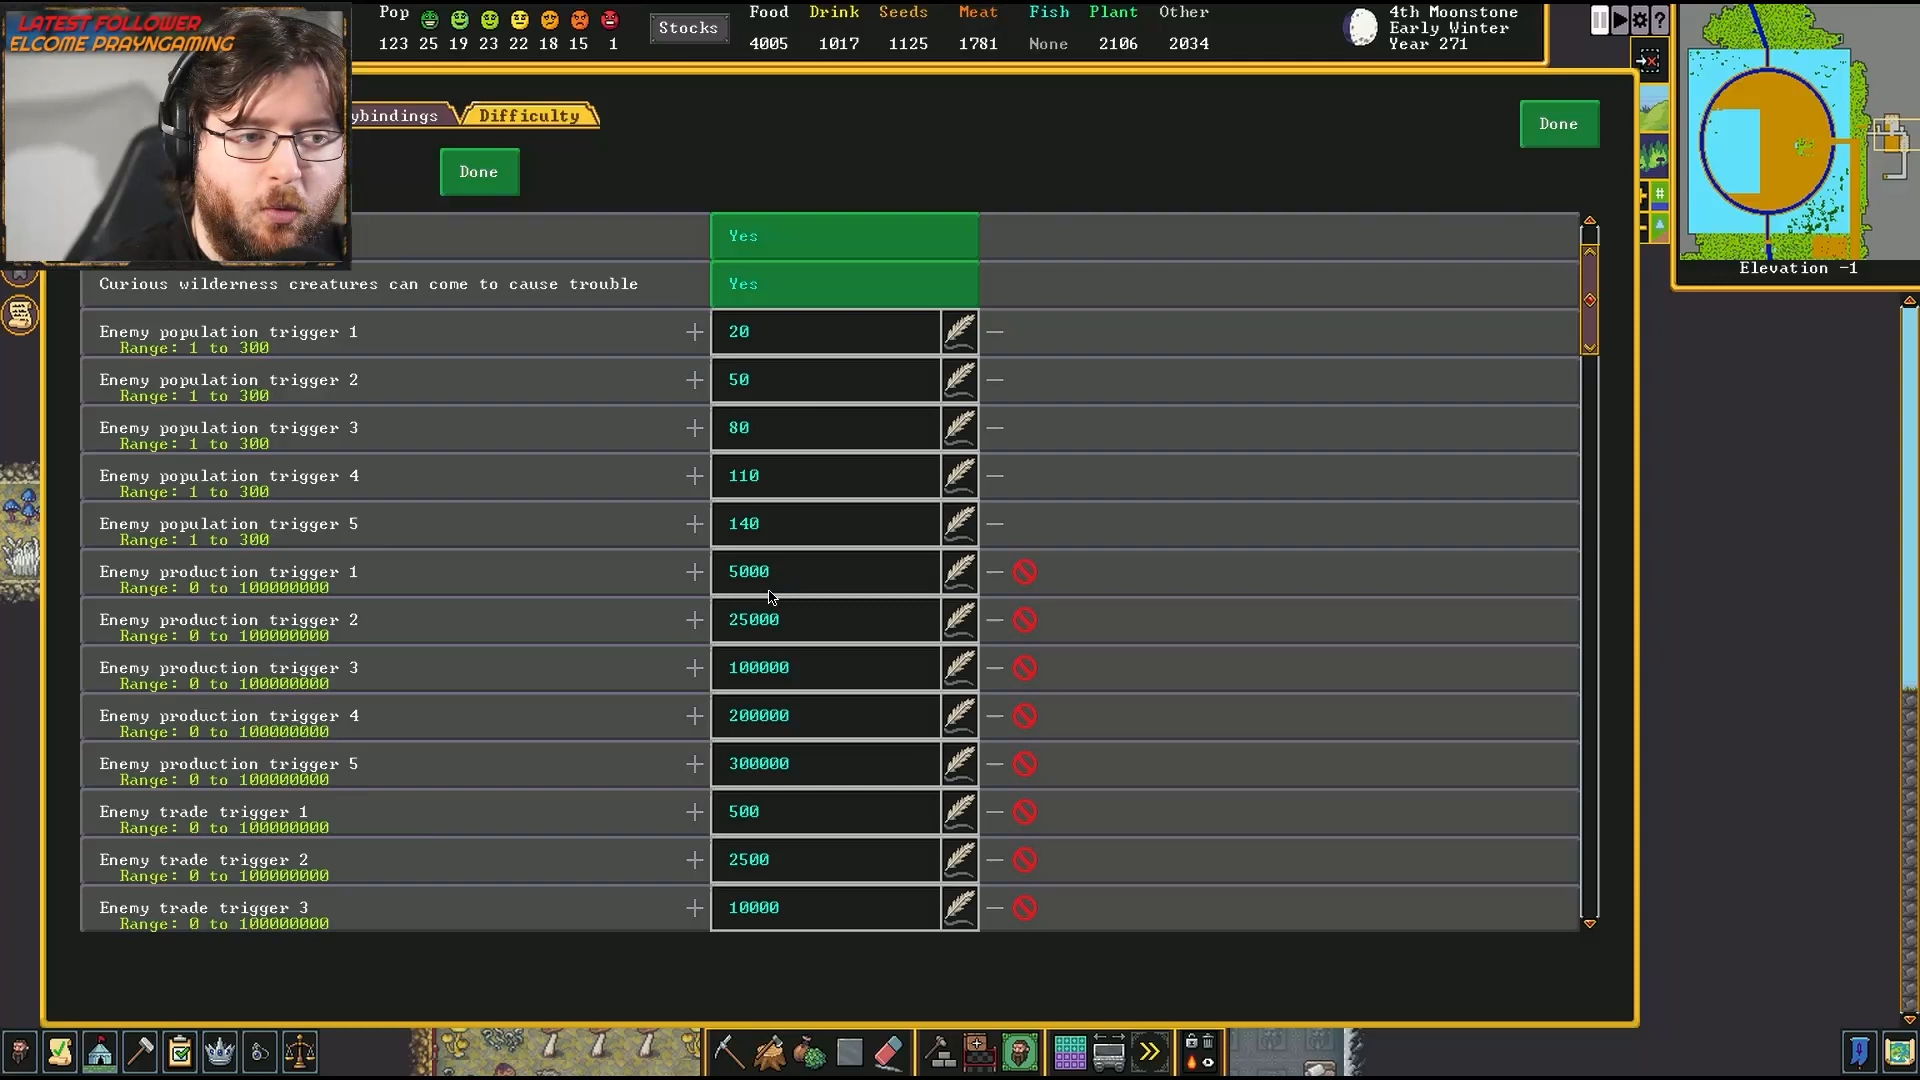 LATEST FOLLOWER
ELCOME PRAYNGAMING
Pop
123 25 19 23 22 18 15 1
Stocks
Food Drink Seeds Meat Fish Plant Other
4005 1017 1125 1781 None 2106 2034
4th Moonstone
Early Winter
Year 271
Elevation -1
ybindings
Difficulty
Done
Done
Yes
Curious wilderness creatures can come to cause trouble Yes
Enemy population trigger 1 + 20 —
Range: 1 to 300
Enemy population trigger 2 + 50 —
Range: 1 to 300
Enemy population trigger 3 + 80 —
Range: 1 to 300
Enemy population trigger 4 + 110 —
Range: 1 to 300
Enemy population trigger 5 + 140 —
Range: 1 to 300
Enemy production trigger 1 + 5000 —
Range: 0 to 100000000
Enemy production trigger 2 + 25000 —
Range: 0 to 100000000
Enemy production trigger 3 + 100000 —
Range: 0 to 100000000
Enemy production trigger 4 + 200000 —
Range: 0 to 100000000
Enemy production trigger 5 + 300000 —
Range: 0 to 100000000
Enemy trade trigger 1 + 500 —
Range: 0 to 100000000
Enemy trade trigger 2 + 2500 —
Range: 0 to 100000000
Enemy trade trigger 3 + 10000 —
Range: 0 to 100000000